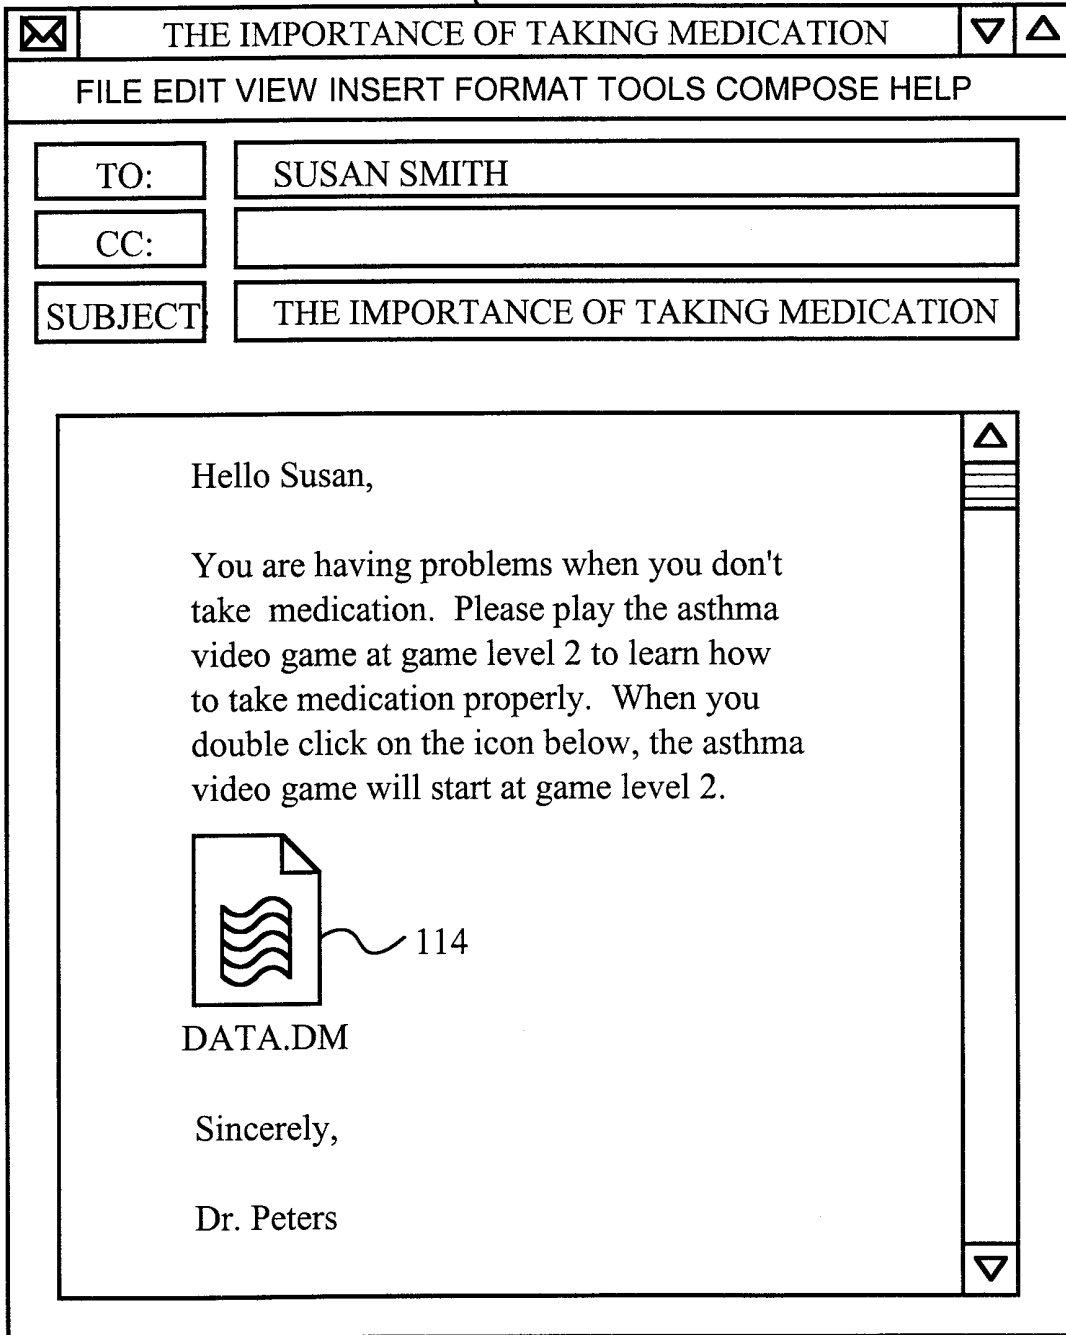 THE IMPORTANCE OF TAKING MEDICATION
FILE EDIT VIEW INSERT FORMAT TOOLS COMPOSE HELP
TO: SUSAN SMITH
CC:
SUBJECT THE IMPORTANCE OF TAKING MEDICATION
Hello Susan,
You are having problems when you don't
take medication. Please play the asthma
video game at game level 2 to learn how
to take medication properly. When you
double click on the icon below, the asthma
video game will start at game level 2.
114
DATA.DM
Sincerely,
Dr. Peters